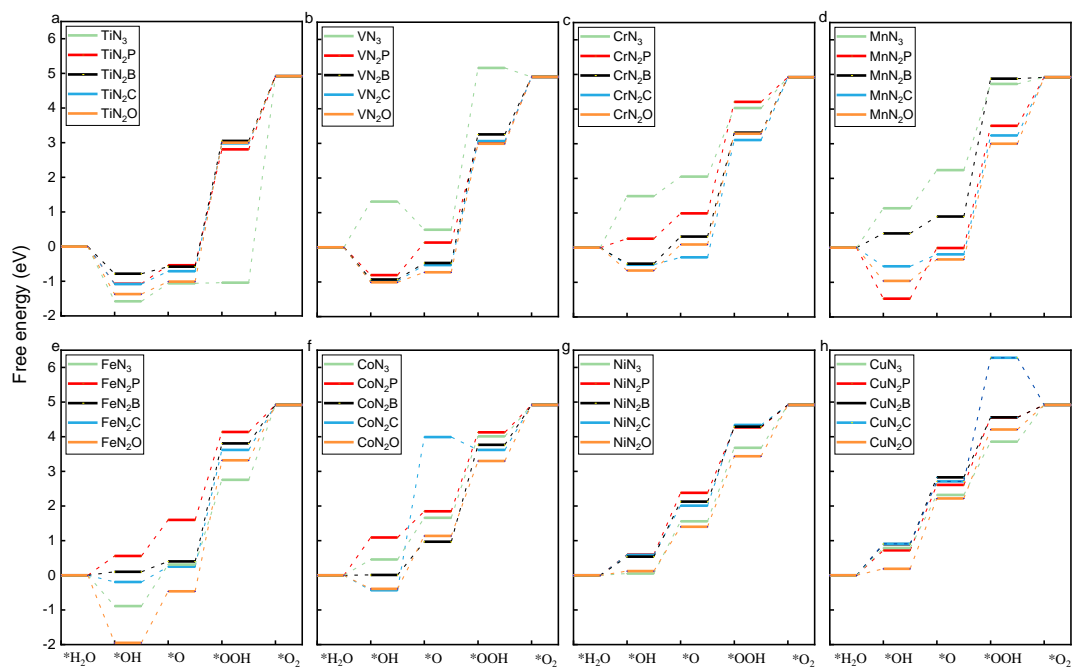 a
TiN₃
TiN₂P
TiN₂B
TiN₂C
TiN₂O
b
VN₃
VN₂P
VN₂B
VN₂C
VN₂O
c
CrN₃
CrN₂P
CrN₂B
CrN₂C
CrN₂O
d
MnN₃
MnN₂P
MnN₂B
MnN₂C
MnN₂O
6
5
4
3
2
1
0
-1
-2
Free energy (eV)
e
FeN₃
FeN₂P
FeN₂B
FeN₂C
FeN₂O
f
CoN₃
CoN₂P
CoN₂B
CoN₂C
CoN₂O
g
NiN₃
NiN₂P
NiN₂B
NiN₂C
NiN₂O
h
CuN₃
CuN₂P
CuN₂B
CuN₂C
CuN₂O
6
5
4
3
2
1
0
-1
-2
*H₂O *OH *O *OOH *O₂
*H₂O *OH *O *OOH *O₂
*H₂O *OH *O *OOH *O₂
*H₂O *OH *O *OOH *O₂